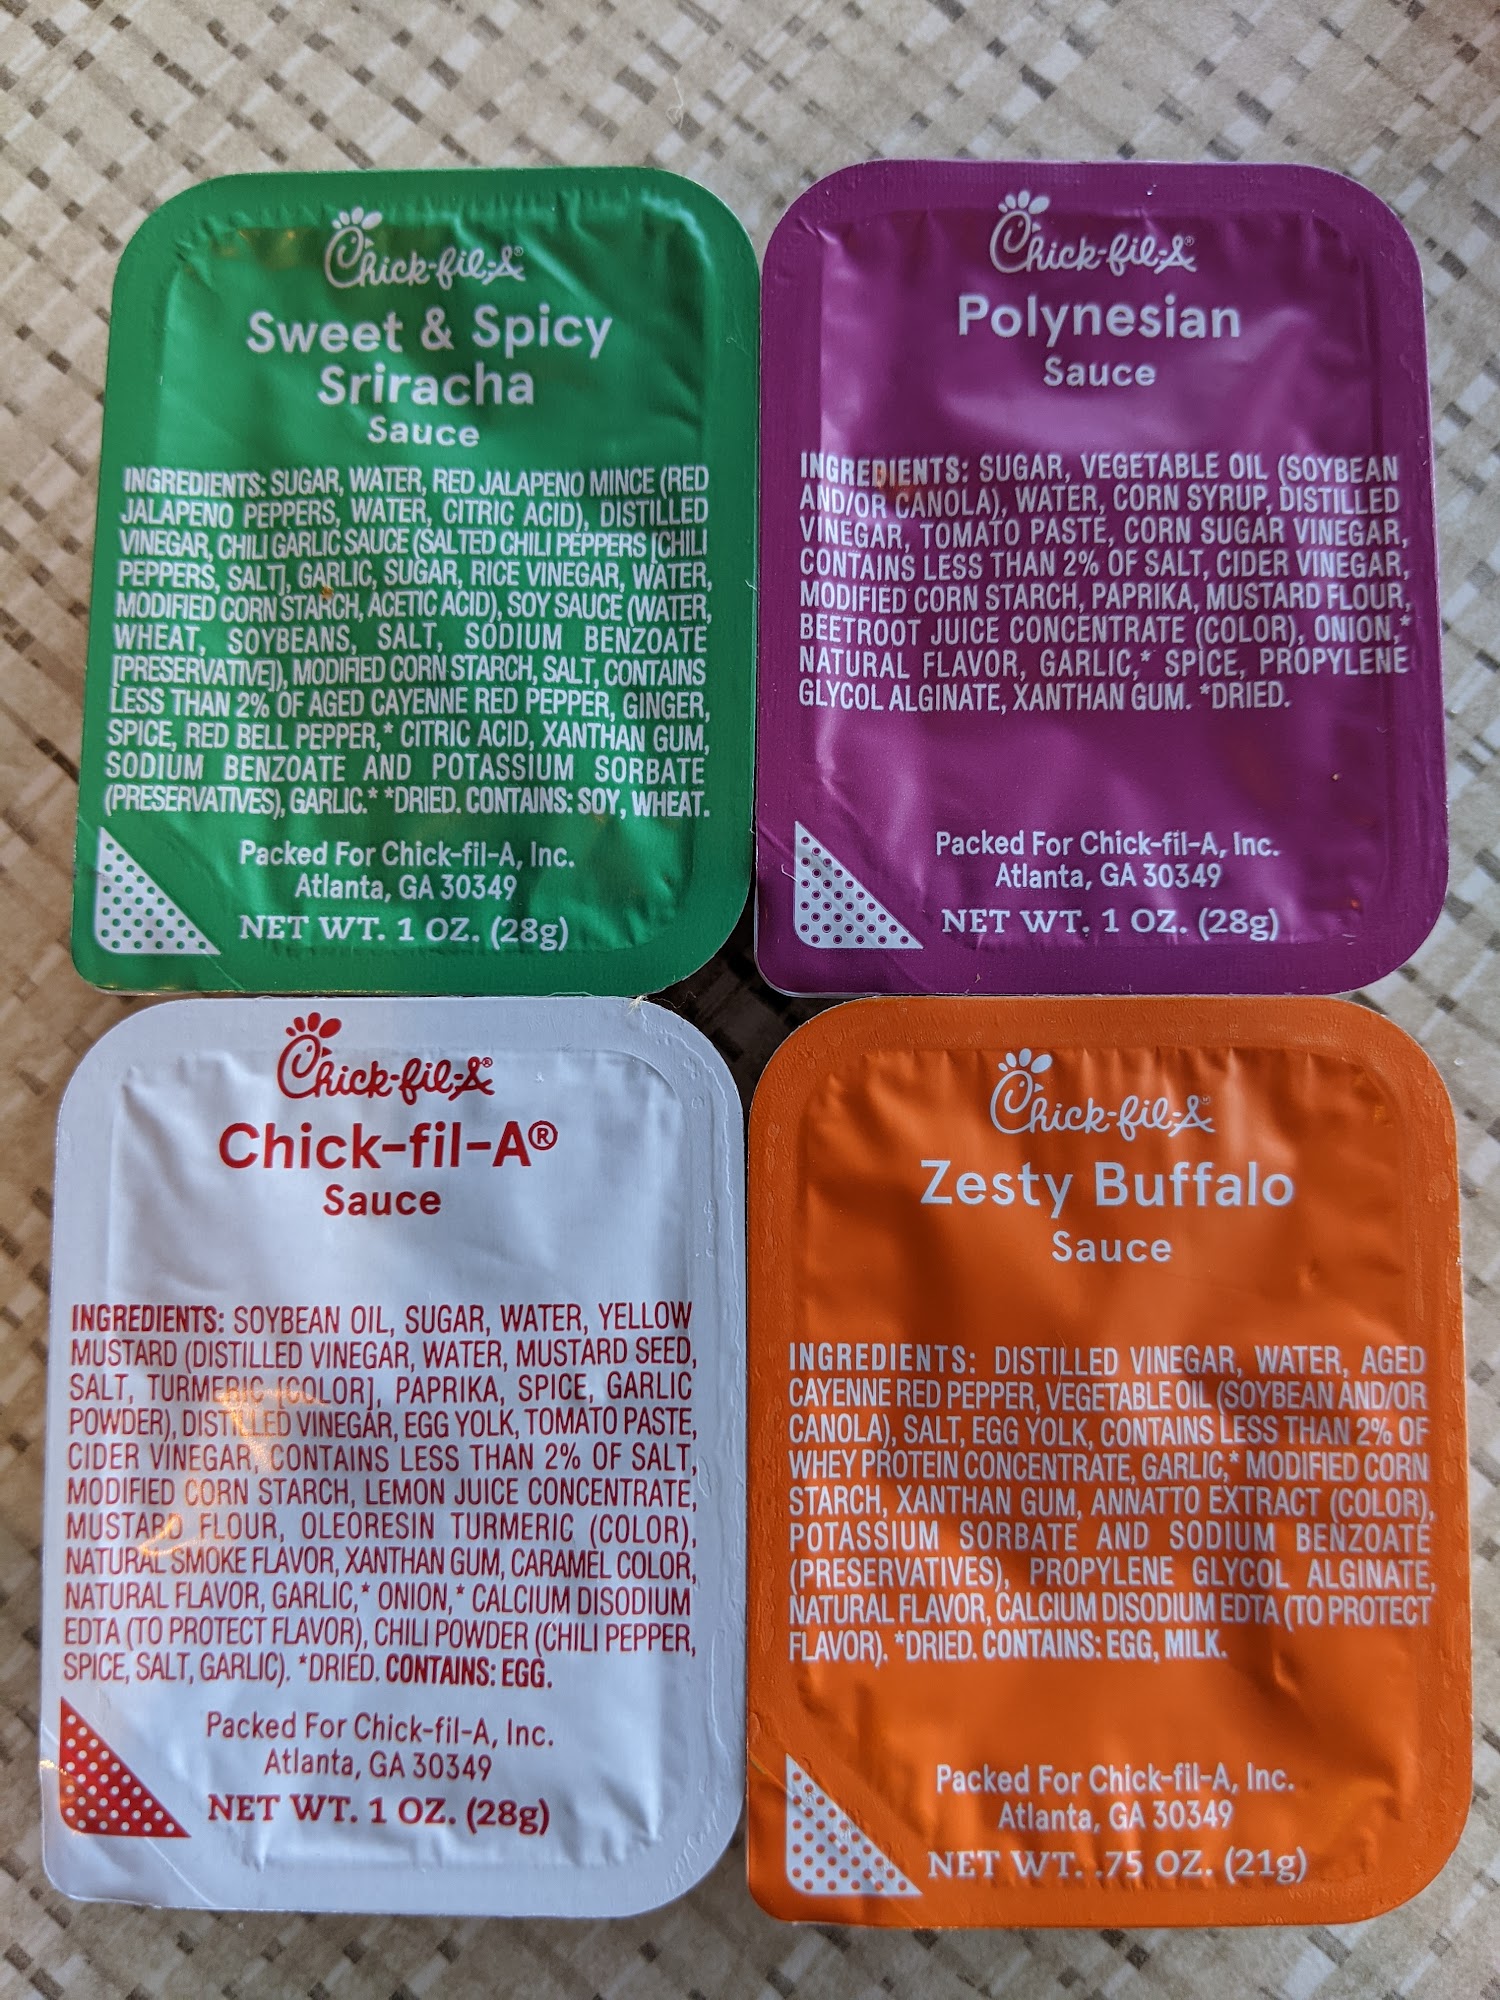 Chick-fil-A®
Sweet & Spicy
Sriracha
Sauce
INGREDIENTS: SUGAR, WATER, RED JALAPENO MINCE (RED
JALAPENO PEPPERS, WATER, CITRIC ACID), DISTILLED
VINEGAR, CHILI GARLIC SAUCE (SALTED CHILI PEPPERS [CHILI
PEPPERS, SALT], GARLIC, SUGAR, RICE VINEGAR, WATER,
MODIFIED CORN STARCH, ACETIC ACID), SOY SAUCE (WATER,
WHEAT, SOYBEANS, SALT, SODIUM BENZOATE
[PRESERVATIVE]), MODIFIED CORN STARCH, SALT, CONTAINS
LESS THAN 2% OF AGED CAYENNE RED PEPPER, GINGER,
SPICE, RED BELL PEPPER,* CITRIC ACID, XANTHAN GUM,
SODIUM BENZOATE AND POTASSIUM SORBATE
(PRESERVATIVES), GARLIC.* *DRIED. CONTAINS: SOY, WHEAT.
Packed For Chick-fil-A, Inc.
Atlanta, GA 30349
NET WT. 1 OZ. (28g)
Chick-fil-A®
Polynesian
Sauce
INGREDIENTS: SUGAR, VEGETABLE OIL (SOYBEAN
AND/OR CANOLA), WATER, CORN SYRUP, DISTILLED
VINEGAR, TOMATO PASTE, CORN SUGAR VINEGAR,
CONTAINS LESS THAN 2% OF SALT, CIDER VINEGAR,
MODIFIED CORN STARCH, PAPRIKA, MUSTARD FLOUR,
BEETROOT JUICE CONCENTRATE (COLOR), ONION,*
NATURAL FLAVOR, GARLIC,* SPICE, PROPYLENE
GLYCOL ALGINATE, XANTHAN GUM. *DRIED.
Packed For Chick-fil-A, Inc.
Atlanta, GA 30349
NET WT. 1 OZ. (28g)
Chick-fil-A®
Chick-fil-A®
Sauce
INGREDIENTS: SOYBEAN OIL, SUGAR, WATER, YELLOW
MUSTARD (DISTILLED VINEGAR, WATER, MUSTARD SEED,
SALT, TURMERIC [COLOR], PAPRIKA, SPICE, GARLIC
POWDER), DISTILLED VINEGAR, EGG YOLK, TOMATO PASTE,
CIDER VINEGAR, CONTAINS LESS THAN 2% OF SALT,
MODIFIED CORN STARCH, LEMON JUICE CONCENTRATE,
MUSTARD FLOUR, OLEORESIN TURMERIC (COLOR),
NATURAL SMOKE FLAVOR, XANTHAN GUM, CARAMEL COLOR,
NATURAL FLAVOR, GARLIC,* ONION,* CALCIUM DISODIUM
EDTA (TO PROTECT FLAVOR), CHILI POWDER (CHILI PEPPER,
SPICE, SALT, GARLIC). *DRIED. CONTAINS: EGG.
Packed For Chick-fil-A, Inc.
Atlanta, GA 30349
NET WT. 1 OZ. (28g)
Chick-fil-A®
Zesty Buffalo
Sauce
INGREDIENTS: DISTILLED VINEGAR, WATER, AGED
CAYENNE RED PEPPER, VEGETABLE OIL (SOYBEAN AND/OR
CANOLA), SALT, EGG YOLK, CONTAINS LESS THAN 2% OF
WHEY PROTEIN CONCENTRATE, GARLIC,* MODIFIED CORN
STARCH, XANTHAN GUM, ANNATTO EXTRACT (COLOR),
POTASSIUM SORBATE AND SODIUM BENZOATE
(PRESERVATIVES), PROPYLENE GLYCOL ALGINATE,
NATURAL FLAVOR, CALCIUM DISODIUM EDTA (TO PROTECT
FLAVOR). *DRIED. CONTAINS: EGG, MILK.
Packed For Chick-fil-A, Inc.
Atlanta, GA 30349
NET WT. .75 OZ. (21g)